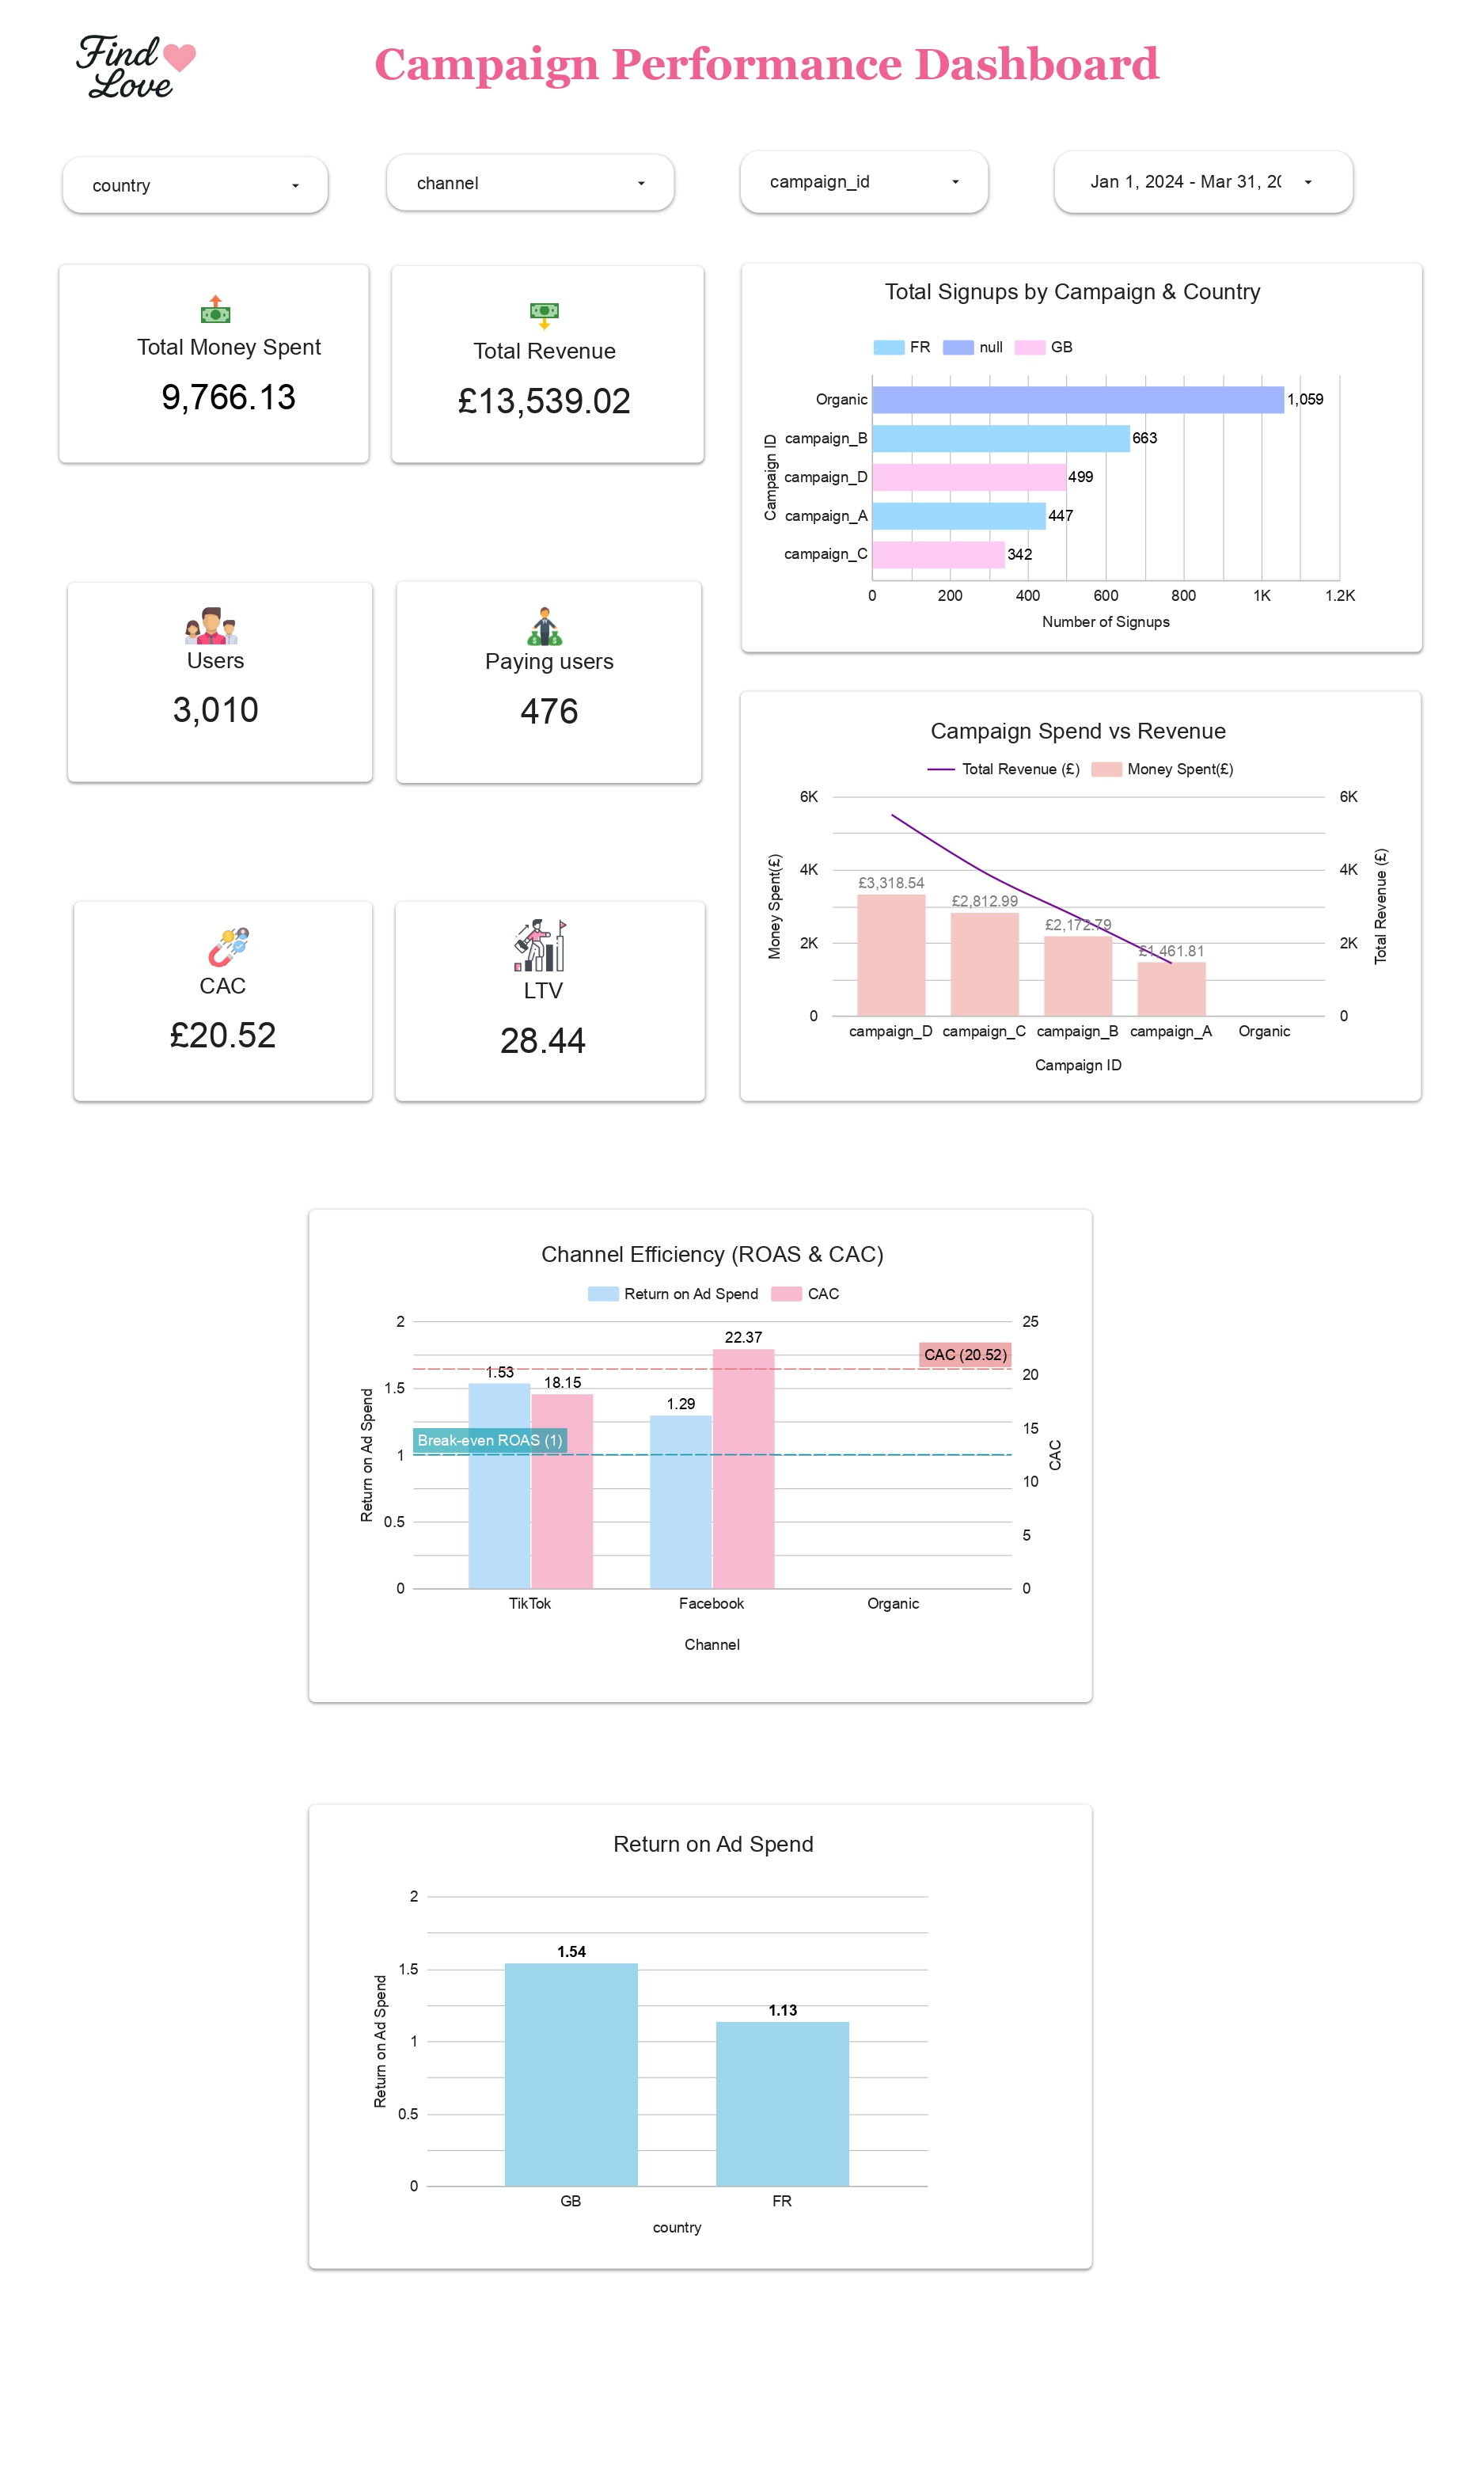 Find
Love
Campaign Performance Dashboard
country
channel
campaign_id
Jan 1, 2024 - Mar 31, 20
Total Money Spent
9,766.13
Total Revenue
£13,539.02
Users
3,010
Paying users
476
CAC
£20.52
LTV
28.44
Total Signups by Campaign & Country
FR null GB
Campaign ID
Organic 1,059
campaign_B 663
campaign_D 499
campaign_A 447
campaign_C 342
0 200 400 600 800 1K 1.2K
Number of Signups
Campaign Spend vs Revenue
Total Revenue (£) Money Spent(£)
Money Spent(£)
Total Revenue (£)
6K 6K
4K 4K
2K 2K
0 0
£3,318.54
£2,812.99
£2,172.79
£1,461.81
campaign_D campaign_C campaign_B campaign_A Organic
Campaign ID
Channel Efficiency (ROAS & CAC)
Return on Ad Spend CAC
Return on Ad Spend
CAC
2 25
20
1.5
15
1
10
0.5
5
0 0
22.37
CAC (20.52)
1.53
18.15
1.29
Break-even ROAS (1)
TikTok Facebook Organic
Channel
Return on Ad Spend
Return on Ad Spend
2
1.5
1
0.5
0
1.54
1.13
GB FR
country